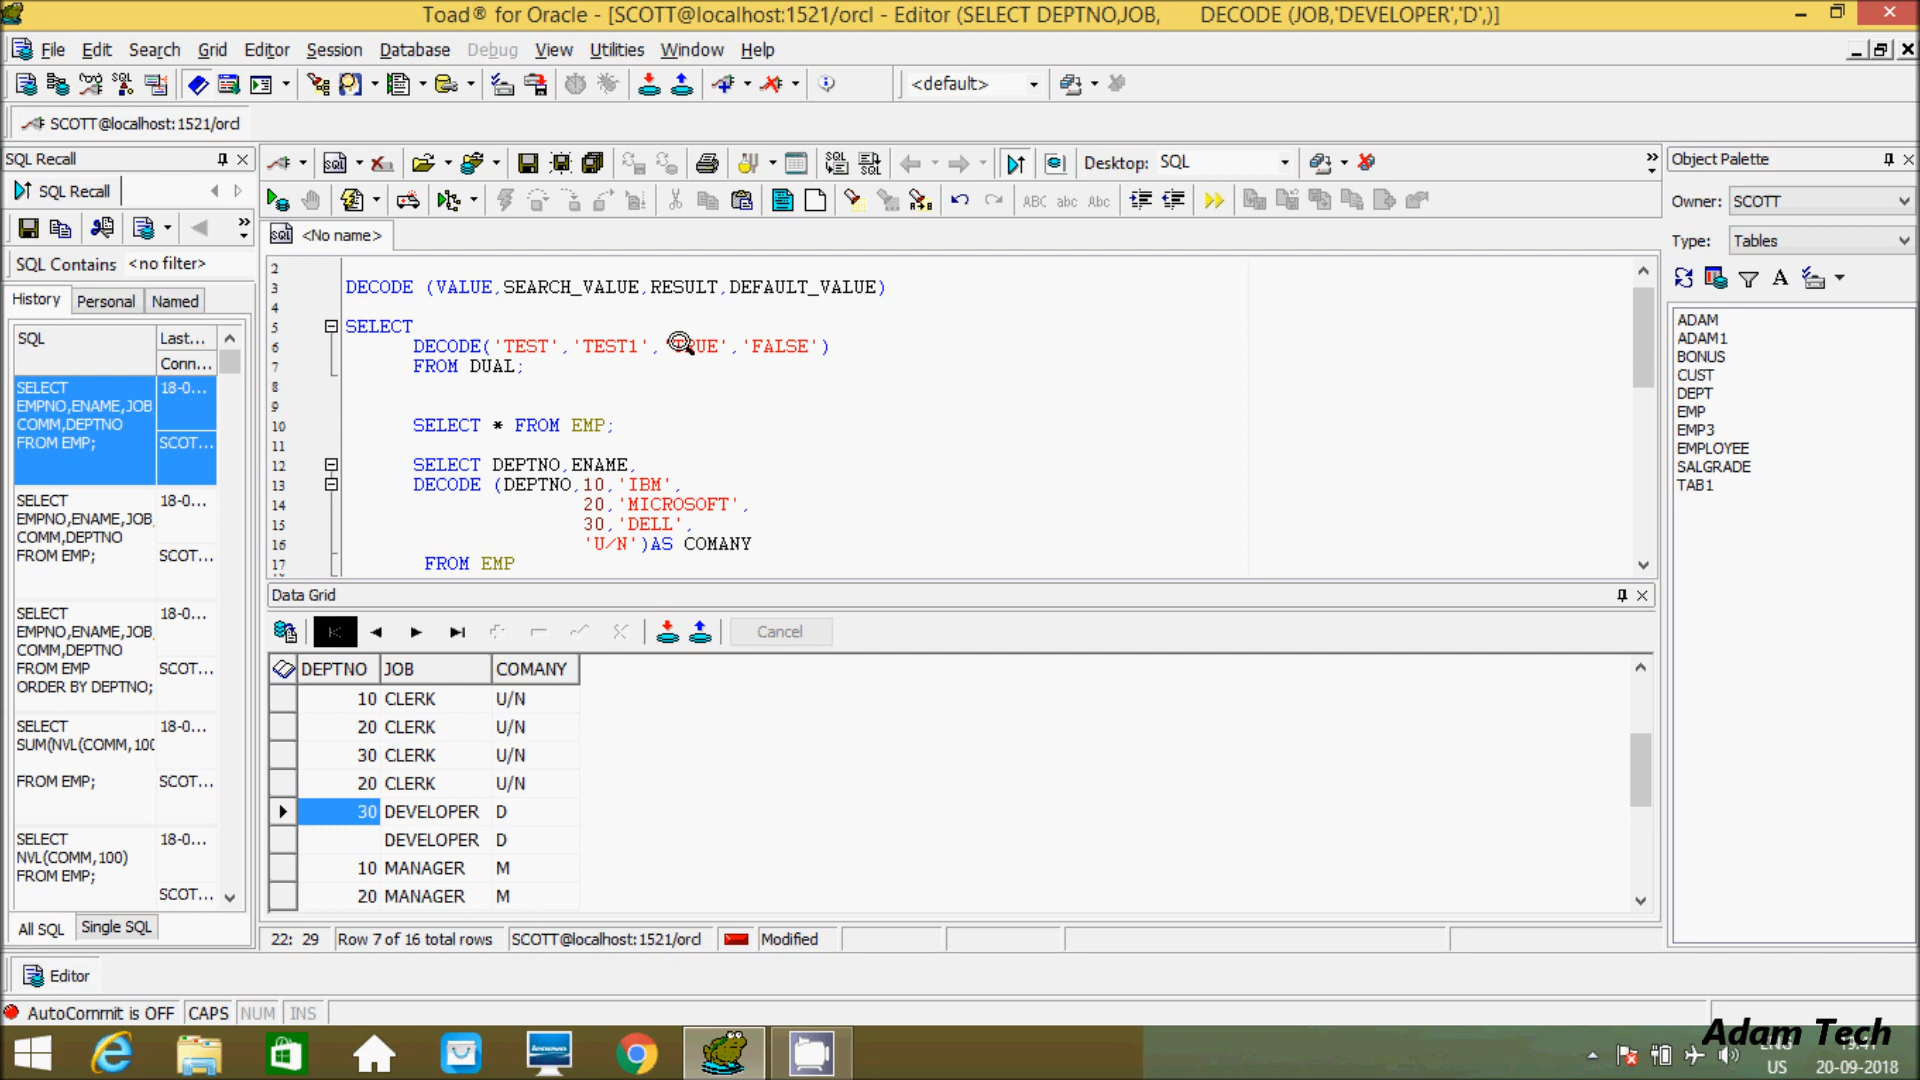 Toad® for Oracle - [SCOTT@localhost:1521/orcl - Editor (SELECT DEPTNO,JOB, DECODE (JOB,'DEVELOPER','D',)]
File Edit Search Grid Editor Session Database Debug View Utilities Window Help
<default>
SCOTT@localhost:1521/orcl
SQL Recall
SQL Recall
SQL Contains <no filter>
History Personal Named
SQL Last...
Conn...
SELECT 18-0...
EMPNO,ENAME,JOB,
COMM,DEPTNO
FROM EMP; SCOT...
SELECT 18-0...
EMPNO,ENAME,JOB,
COMM,DEPTNO
FROM EMP; SCOT...
SELECT 18-0...
EMPNO,ENAME,JOB,
COMM,DEPTNO
FROM EMP SCOT...
ORDER BY DEPTNO;
SELECT 18-0...
SUM(NVL(COMM,100
FROM EMP; SCOT...
SELECT 18-0...
NVL(COMM,100)
FROM EMP;
SCOT...
All SQL Single SQL
Desktop: SQL
ABC abc Abc
<No name>
2
3 DECODE (VALUE,SEARCH_VALUE,RESULT,DEFAULT_VALUE)
4
5 SELECT
6 DECODE('TEST','TEST1','TRUE','FALSE')
7 FROM DUAL;
8
9
10 SELECT * FROM EMP;
11
12 SELECT DEPTNO,ENAME,
13 DECODE (DEPTNO,10,'IBM',
14 20,'MICROSOFT',
15 30,'DELL',
16 'U/N')AS COMANY
17 FROM EMP
Data Grid
Cancel
DEPTNO JOB COMANY
10 CLERK U/N
20 CLERK U/N
30 CLERK U/N
20 CLERK U/N
30 DEVELOPER D
DEVELOPER D
10 MANAGER M
20 MANAGER M
22: 29 Row 7 of 16 total rows SCOTT@localhost:1521/orcl Modified
Object Palette
Owner: SCOTT
Type: Tables
ADAM
ADAM1
BONUS
CUST
DEPT
EMP
EMP3
EMPLOYEE
SALGRADE
TAB1
Editor
AutoCommit is OFF CAPS NUM INS
Adam Tech
US 20-09-2018